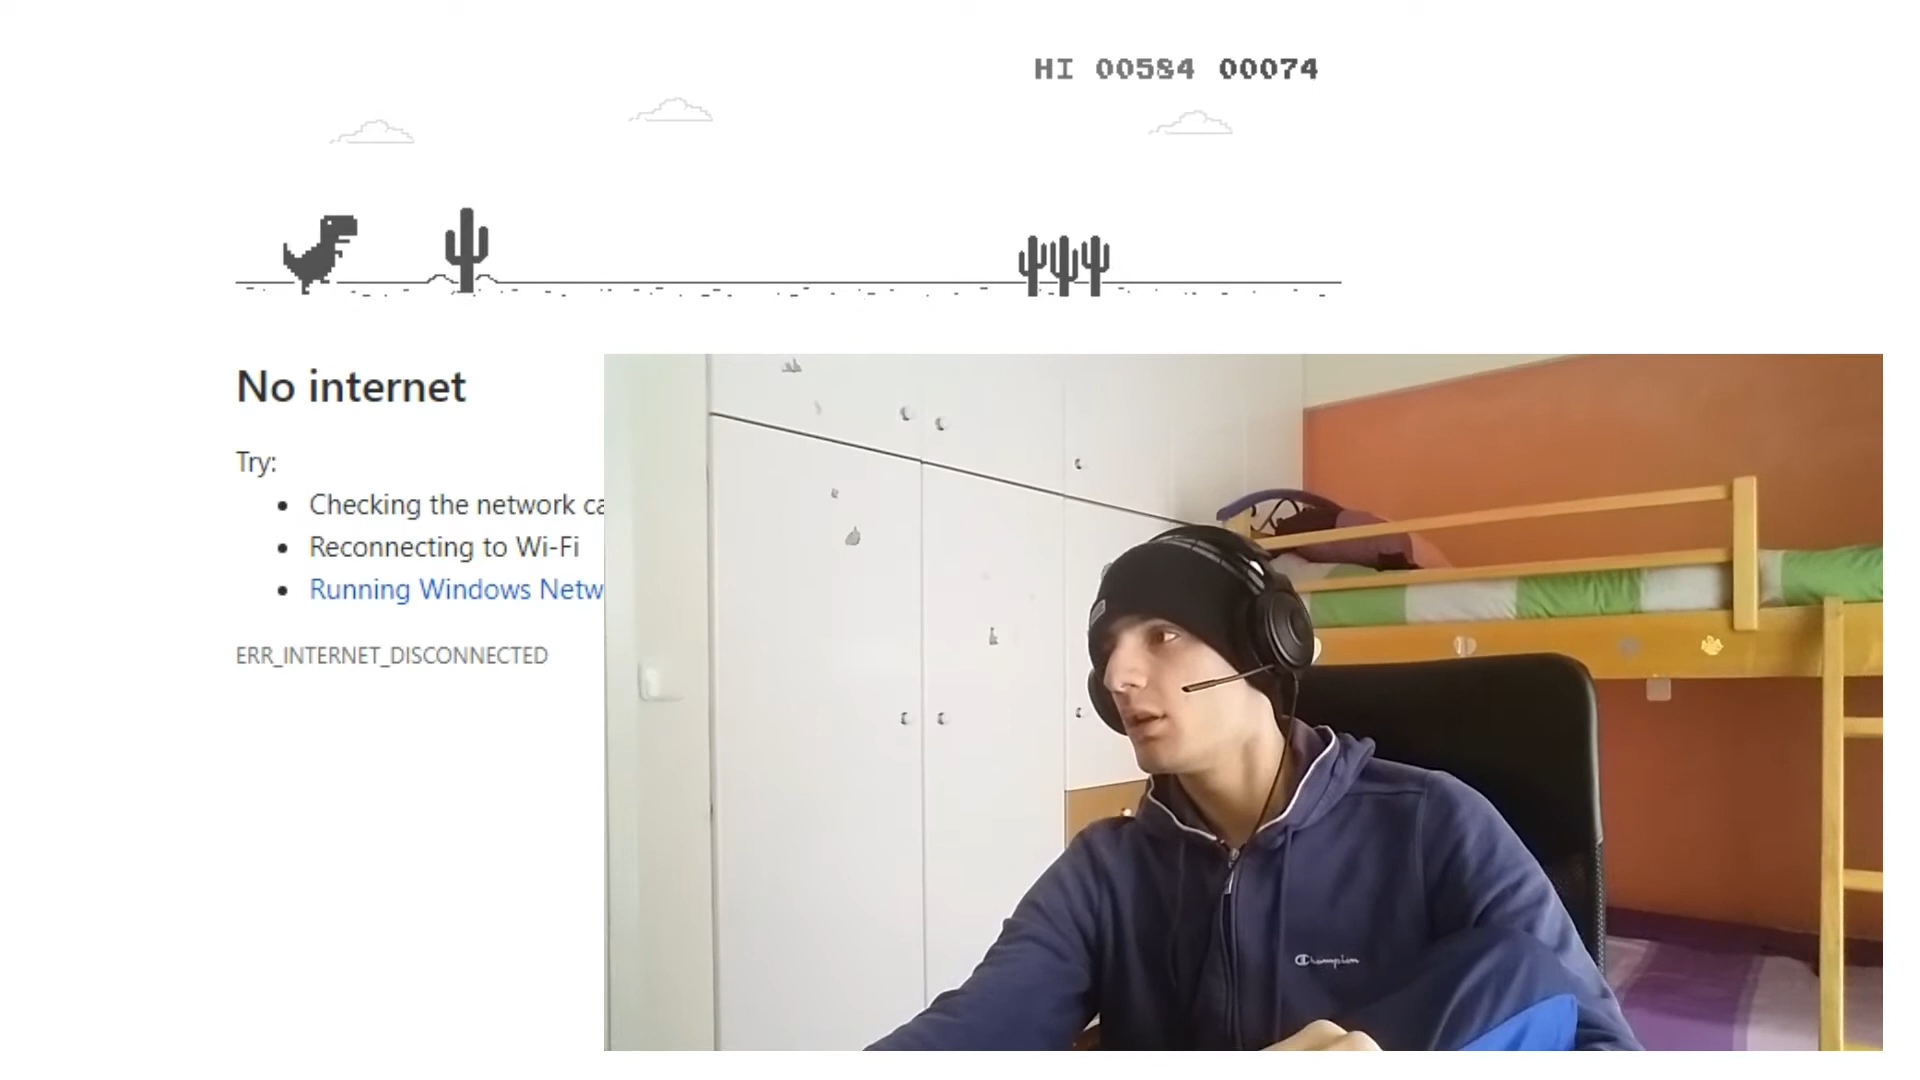 HI 00584 00074
No internet
Try:
Checking the network ca
Reconnecting to Wi-Fi
Running Windows Netw
ERR_INTERNET_DISCONNECTED
Champion